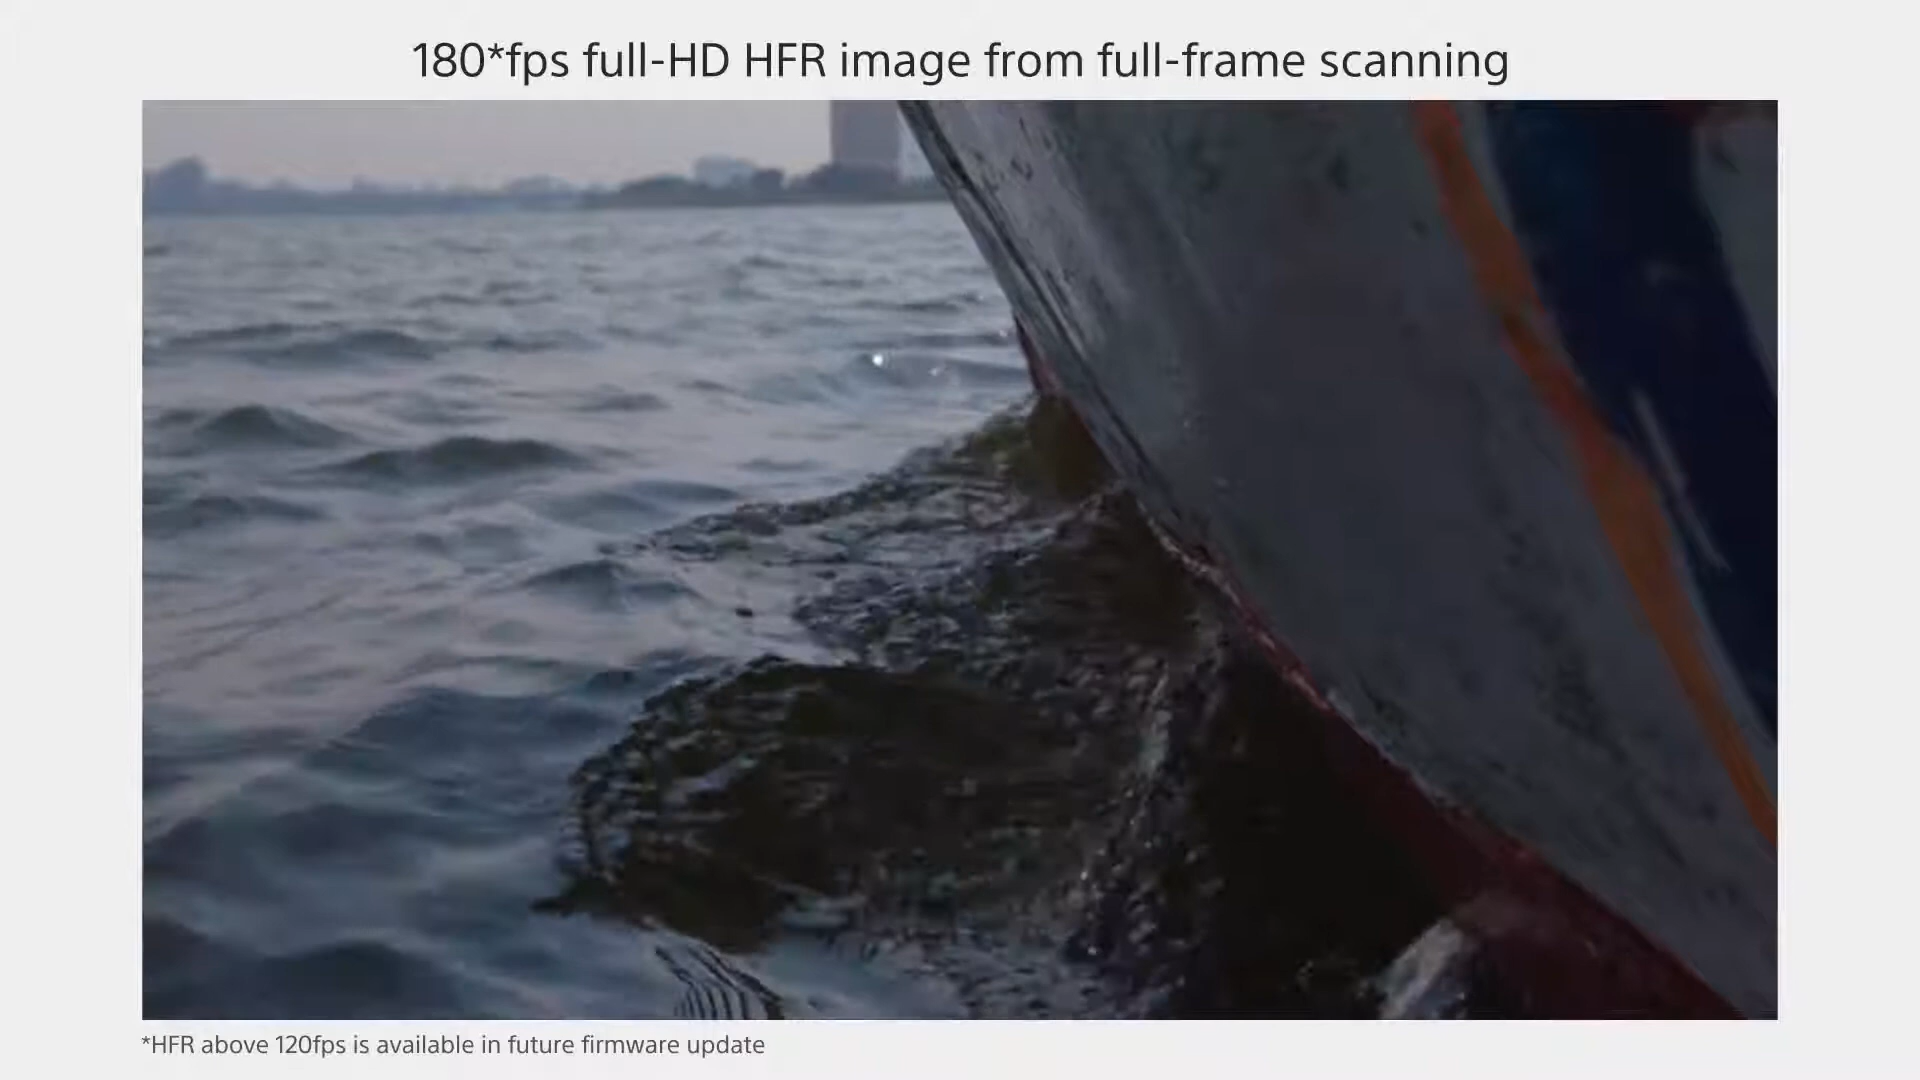 180*fps full-HD HFR image from full-frame scanning
*HFR above 120fps is available in future firmware update